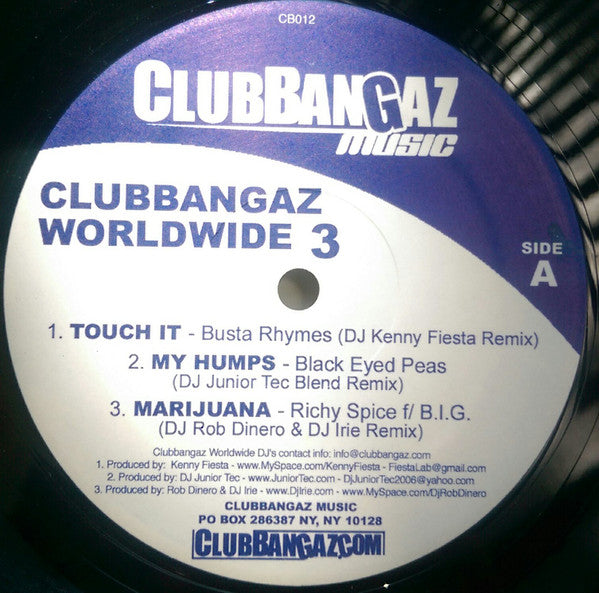 CB012
CLUBBANGAZ
MUSIC
CLUBBANGAZ
WORLDWIDE 3
SIDE
A
1. TOUCH IT - Busta Rhymes (DJ Kenny Fiesta Remix)
2. MY HUMPS - Black Eyed Peas
(DJ Junior Tec Blend Remix)
3. MARIJUANA - Richy Spice f/ B.I.G.
(DJ Rob Dinero & DJ Irie Remix)
Clubbangaz Worldwide DJ's contact info: info@clubbangaz.com
1. Produced by: Kenny Fiesta - www.MySpace.com/KennyFiesta - FiestaLab@gmail.com
2. Produced by: DJ Junior Tec - www.JuniorTec.com - DjJuniorTec2006@yahoo.com
3. Produced by: Rob Dinero & DJ Irie - www.DjIrie.com - www.MySpace.com/DjRobDinero
CLUBBANGAZ MUSIC
PO BOX 286387 NY, NY 10128
CLUBBANGAZ.COM